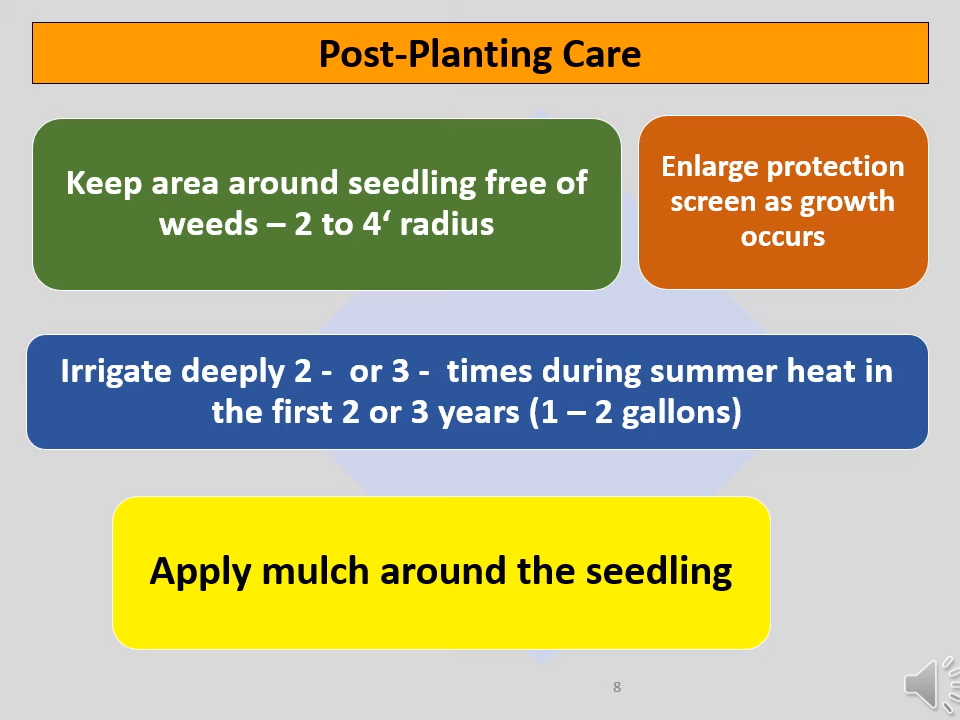 Post-Planting Care
Keep area around seedling free of
weeds – 2 to 4‘ radius
Enlarge protection
screen as growth
occurs
Irrigate deeply 2 -  or 3 -  times during summer heat in
the first 2 or 3 years (1 – 2 gallons)
Apply mulch around the seedling
8